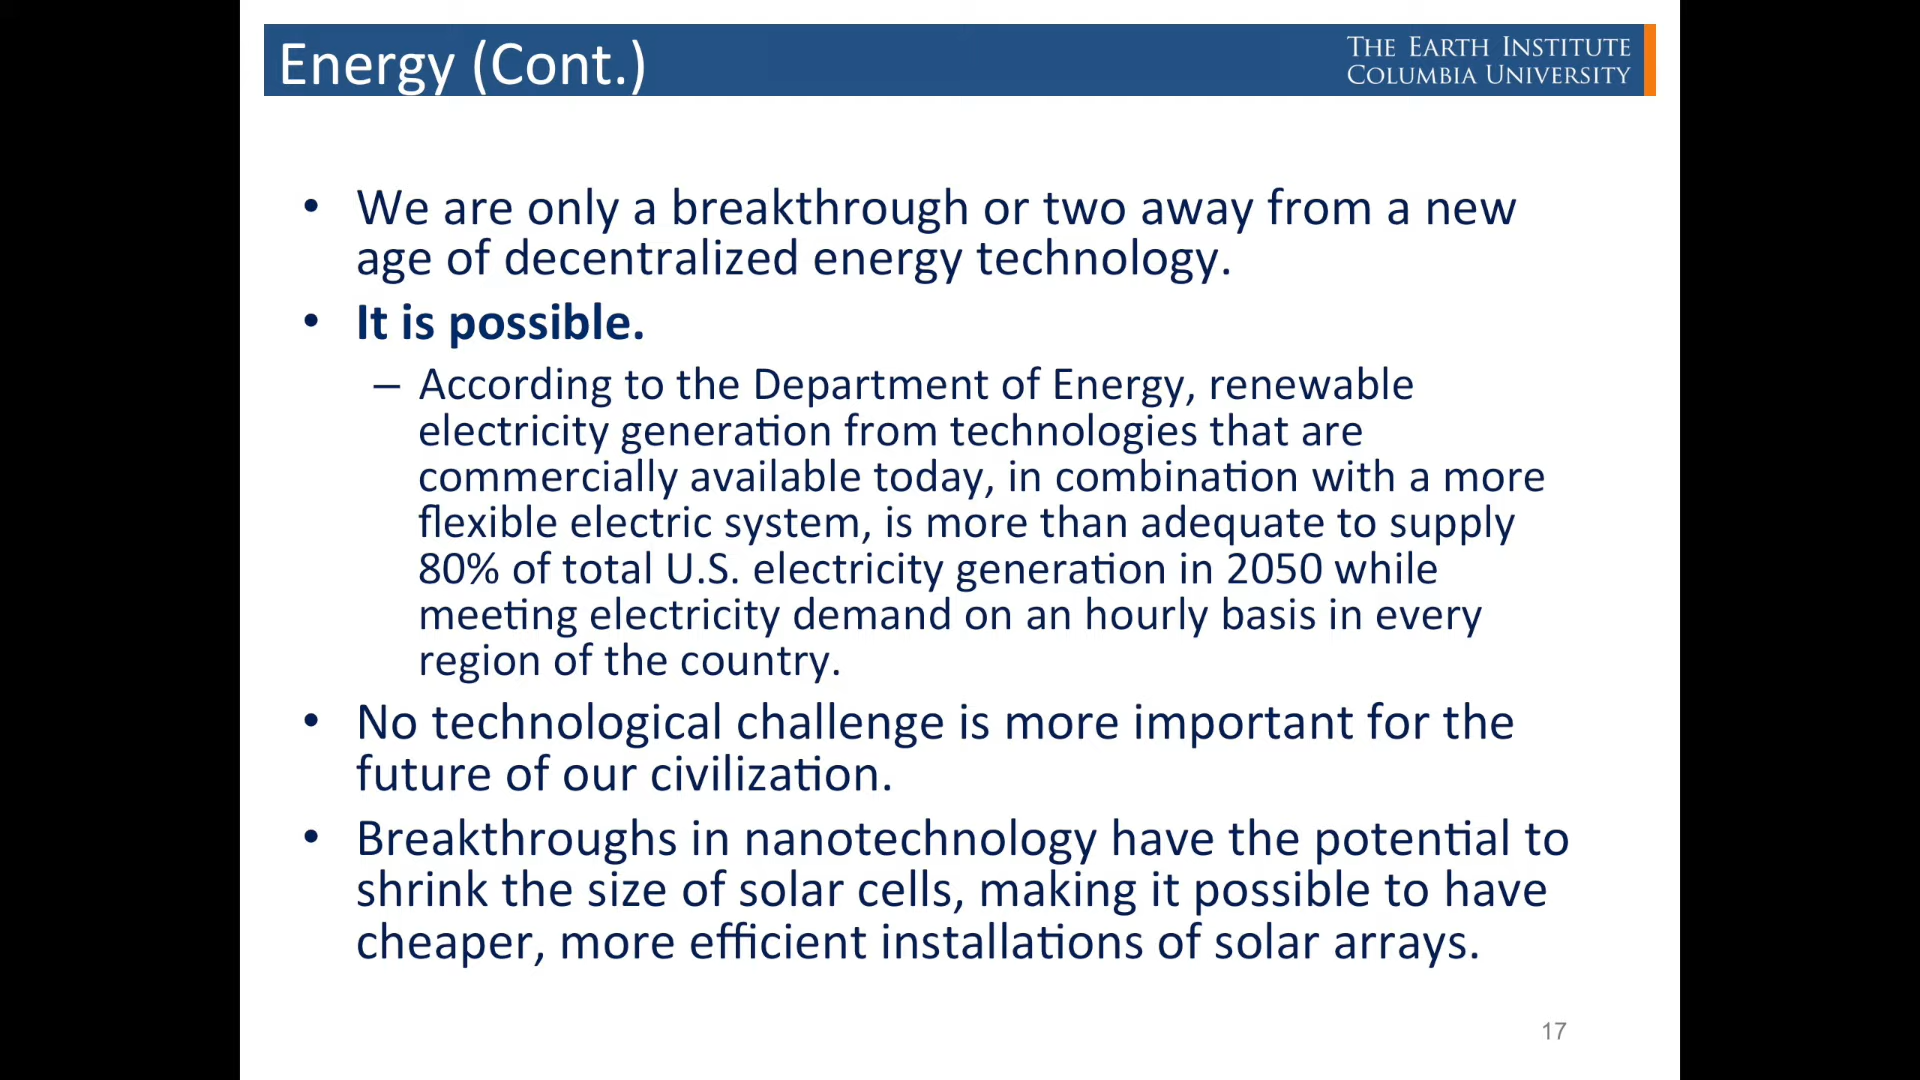 Energy (Cont.)
THE EARTH INSTITUTE
COLUMBIA UNIVERSITY
• We are only a breakthrough or two away from a new
age of decentralized energy technology.
• It is possible.
– According to the Department of Energy, renewable
electricity generation from technologies that are
commercially available today, in combination with a more
flexible electric system, is more than adequate to supply
80% of total U.S. electricity generation in 2050 while
meeting electricity demand on an hourly basis in every
region of the country.
• No technological challenge is more important for the
future of our civilization.
• Breakthroughs in nanotechnology have the potential to
shrink the size of solar cells, making it possible to have
cheaper, more efficient installations of solar arrays.
17